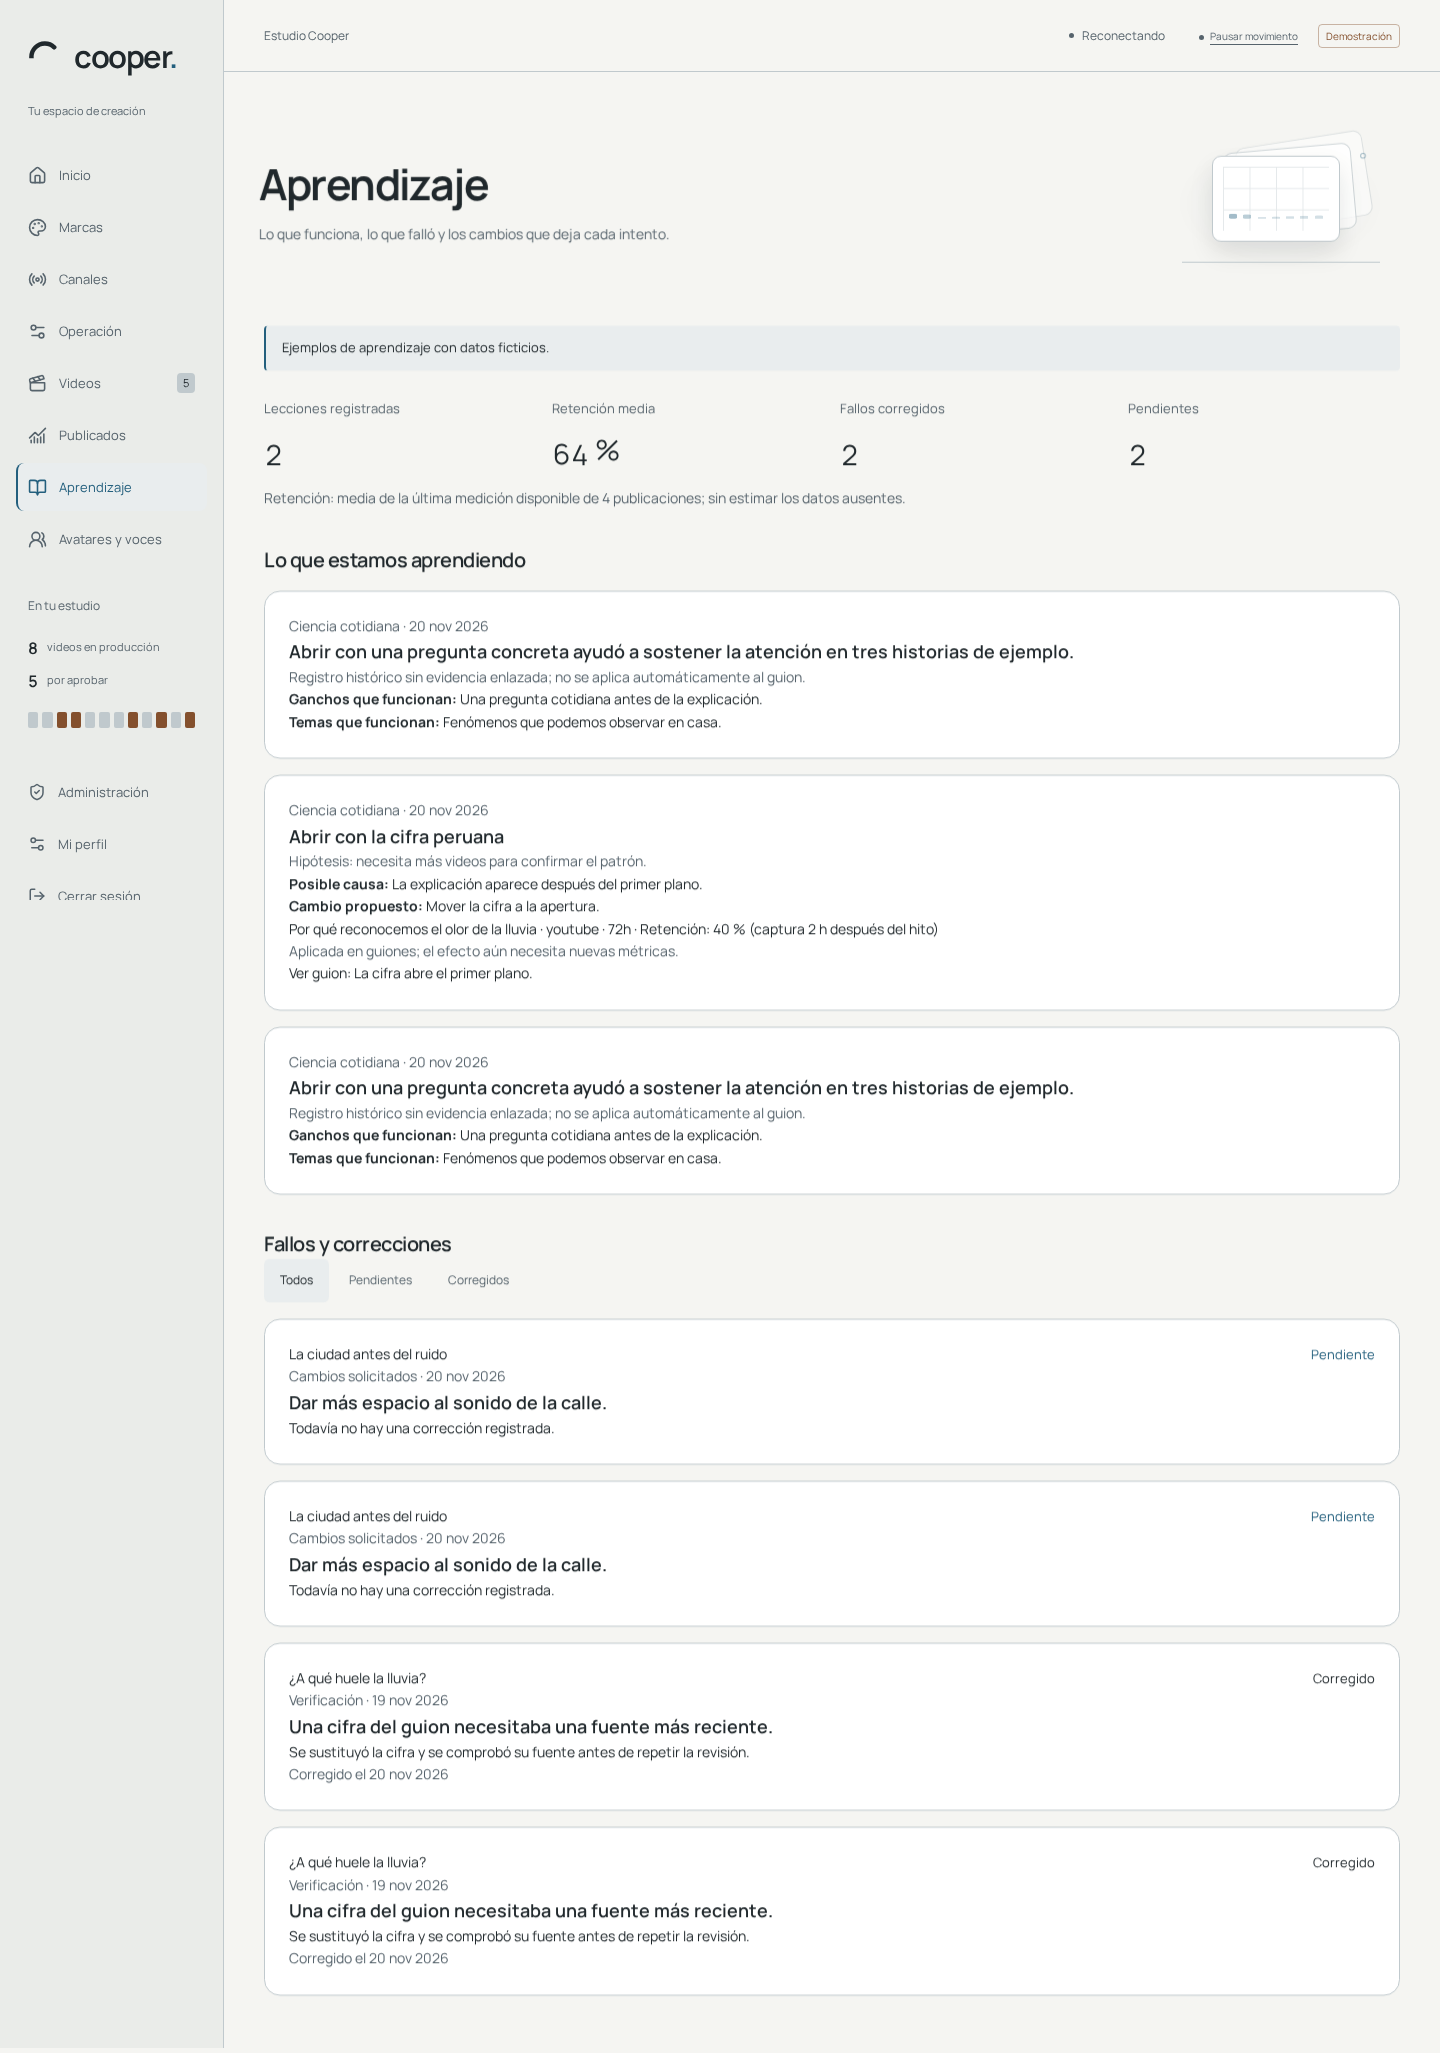 cooper.
Tu espacio de creación
Inicio
Marcas
Canales
Operación
Videos
5
Publicados
Aprendizaje
Avatares y voces
En tu estudio
8 videos en producción
5 por aprobar
Administración
Mi perfil
Cerrar sesión
Estudio Cooper
Reconectando
Pausar movimiento
Demostración
Aprendizaje
Lo que funciona, lo que falló y los cambios que deja cada intento.
Ejemplos de aprendizaje con datos ficticios.
Lecciones registradas
2
Retención media
64 %
Fallos corregidos
2
Pendientes
2
Retención: media de la última medición disponible de 4 publicaciones; sin estimar los datos ausentes.
Lo que estamos aprendiendo
Ciencia cotidiana · 20 nov 2026
Abrir con una pregunta concreta ayudó a sostener la atención en tres historias de ejemplo.
Registro histórico sin evidencia enlazada; no se aplica automáticamente al guion.
Ganchos que funcionan: Una pregunta cotidiana antes de la explicación.
Temas que funcionan: Fenómenos que podemos observar en casa.
Ciencia cotidiana · 20 nov 2026
Abrir con la cifra peruana
Hipótesis: necesita más videos para confirmar el patrón.
Posible causa: La explicación aparece después del primer plano.
Cambio propuesto: Mover la cifra a la apertura.
Por qué reconocemos el olor de la lluvia · youtube · 72h · Retención: 40 % (captura 2 h después del hito)
Aplicada en guiones; el efecto aún necesita nuevas métricas.
Ver guion: La cifra abre el primer plano.
Ciencia cotidiana · 20 nov 2026
Abrir con una pregunta concreta ayudó a sostener la atención en tres historias de ejemplo.
Registro histórico sin evidencia enlazada; no se aplica automáticamente al guion.
Ganchos que funcionan: Una pregunta cotidiana antes de la explicación.
Temas que funcionan: Fenómenos que podemos observar en casa.
Fallos y correcciones
Todos
Pendientes
Corregidos
La ciudad antes del ruido
Pendiente
Cambios solicitados · 20 nov 2026
Dar más espacio al sonido de la calle.
Todavía no hay una corrección registrada.
La ciudad antes del ruido
Pendiente
Cambios solicitados · 20 nov 2026
Dar más espacio al sonido de la calle.
Todavía no hay una corrección registrada.
¿A qué huele la lluvia?
Corregido
Verificación · 19 nov 2026
Una cifra del guion necesitaba una fuente más reciente.
Se sustituyó la cifra y se comprobó su fuente antes de repetir la revisión.
Corregido el 20 nov 2026
¿A qué huele la lluvia?
Corregido
Verificación · 19 nov 2026
Una cifra del guion necesitaba una fuente más reciente.
Se sustituyó la cifra y se comprobó su fuente antes de repetir la revisión.
Corregido el 20 nov 2026